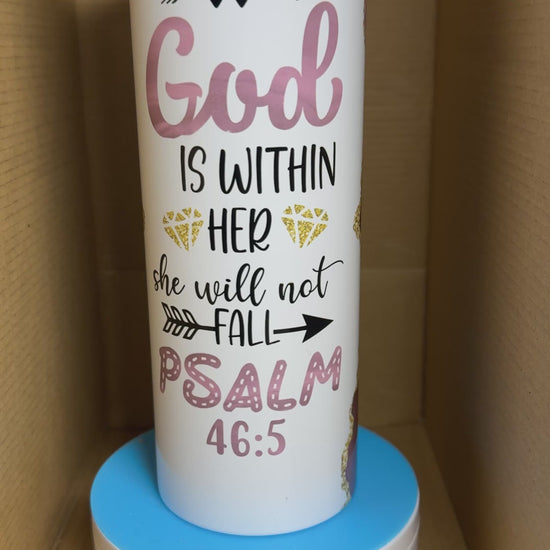 God
IS WITHIN
HER
she will not
FALL
PSALM
46:5